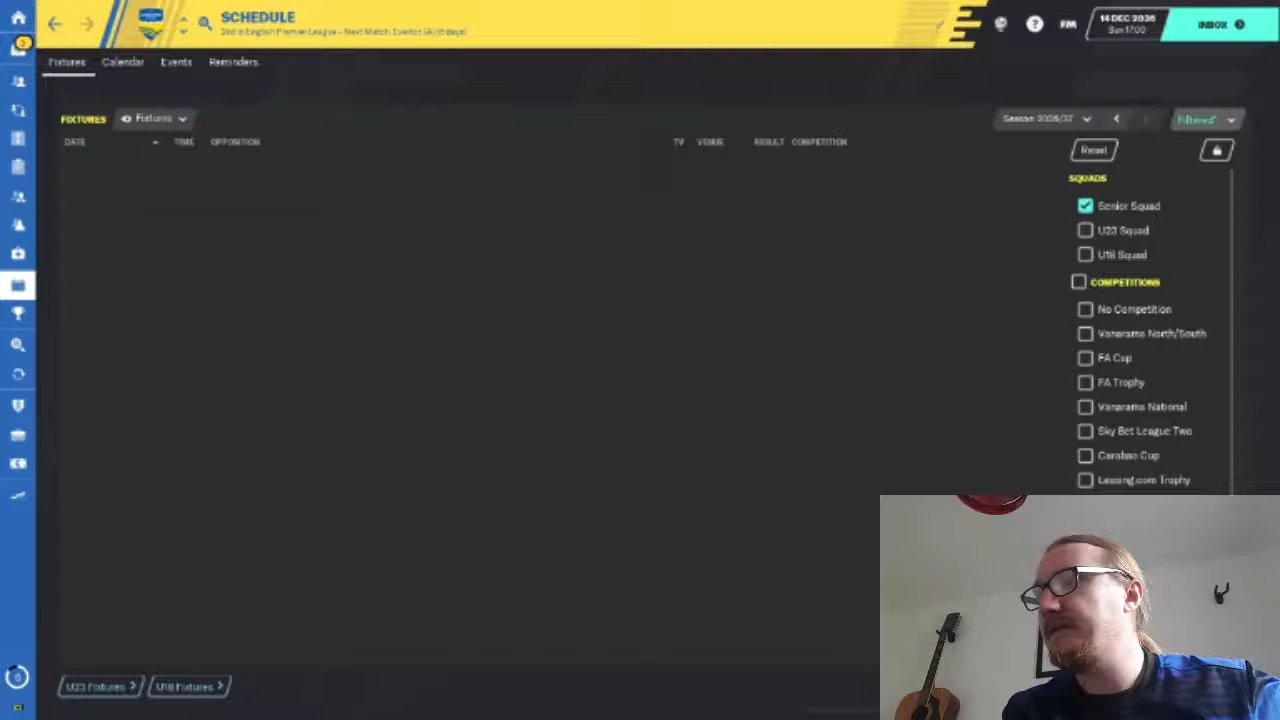 SCHEDULE
2nd in English Premier League - Next Match: Everton (A) (6 days)
FM
14 DEC 2036
Sun 17:00
INBOX
2
Fixtures
Calendar
Events
Reminders
FIXTURES
Fixtures
Season 2036/37
Filtered*
DATE
TIME
OPPOSITION
TV
VENUE
RESULT
COMPETITION
Reset
SQUADS
Senior Squad
U23 Squad
U18 Squad
COMPETITIONS
No Competition
Vanarama North/South
FA Cup
FA Trophy
Vanarama National
Sky Bet League Two
Carabao Cup
Leasing.com Trophy
U23 Fixtures >
U18 Fixtures >